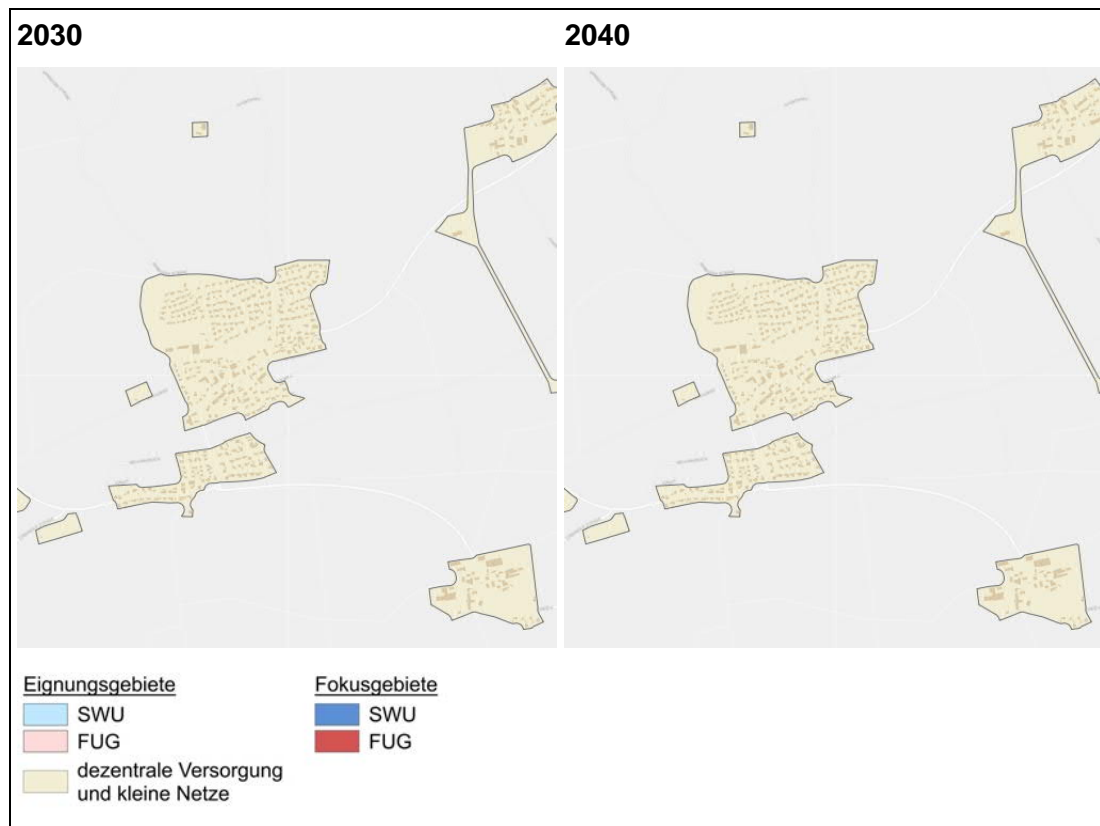 2030
2040
Eignungsgebiete
SWU
FUG
dezentrale Versorgung
und kleine Netze
Fokusgebiete
SWU
FUG